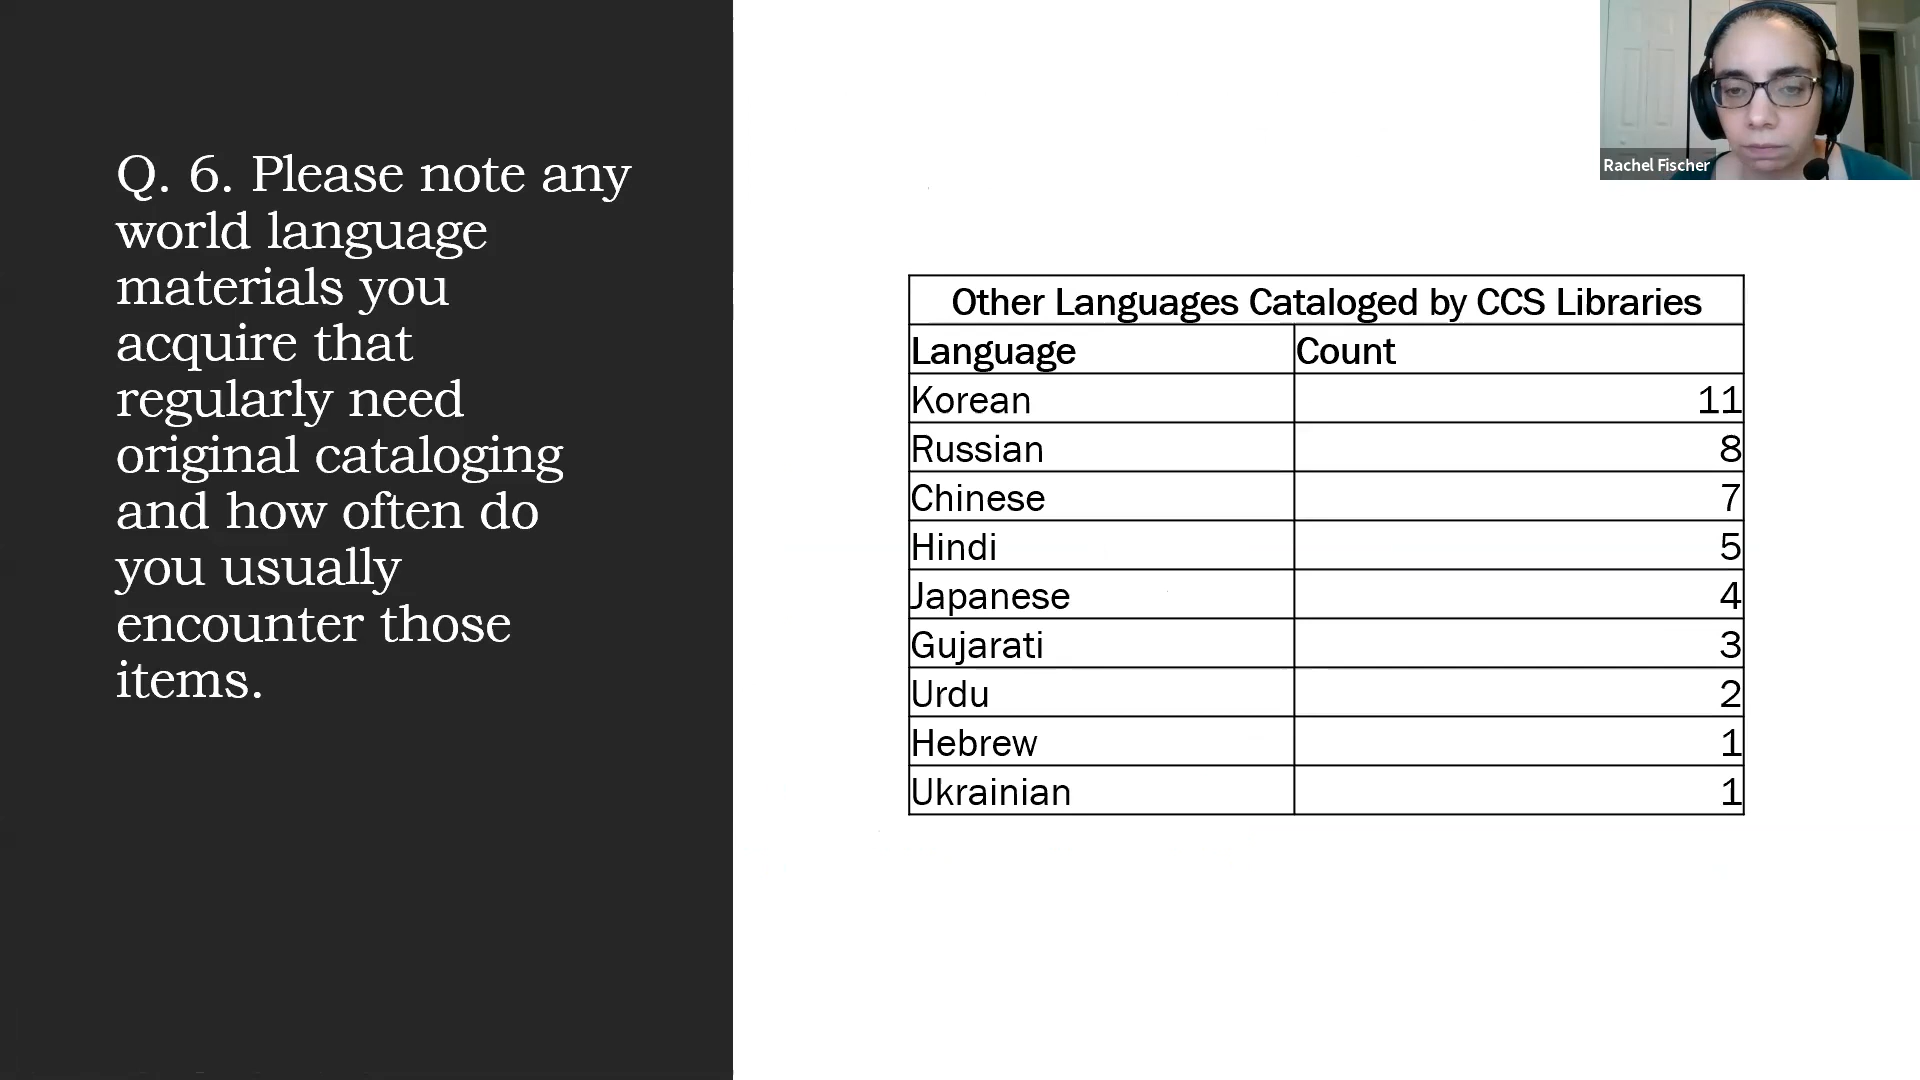 Q. 6. Please note any
world language
materials you
acquire that
regularly need
original cataloging
and how often do
you usually
encounter those
items.
Rachel Fischer
Other Languages Cataloged by CCS Libraries
Language Count
Korean 11
Russian 8
Chinese 7
Hindi 5
Japanese 4
Gujarati 3
Urdu 2
Hebrew 1
Ukrainian 1